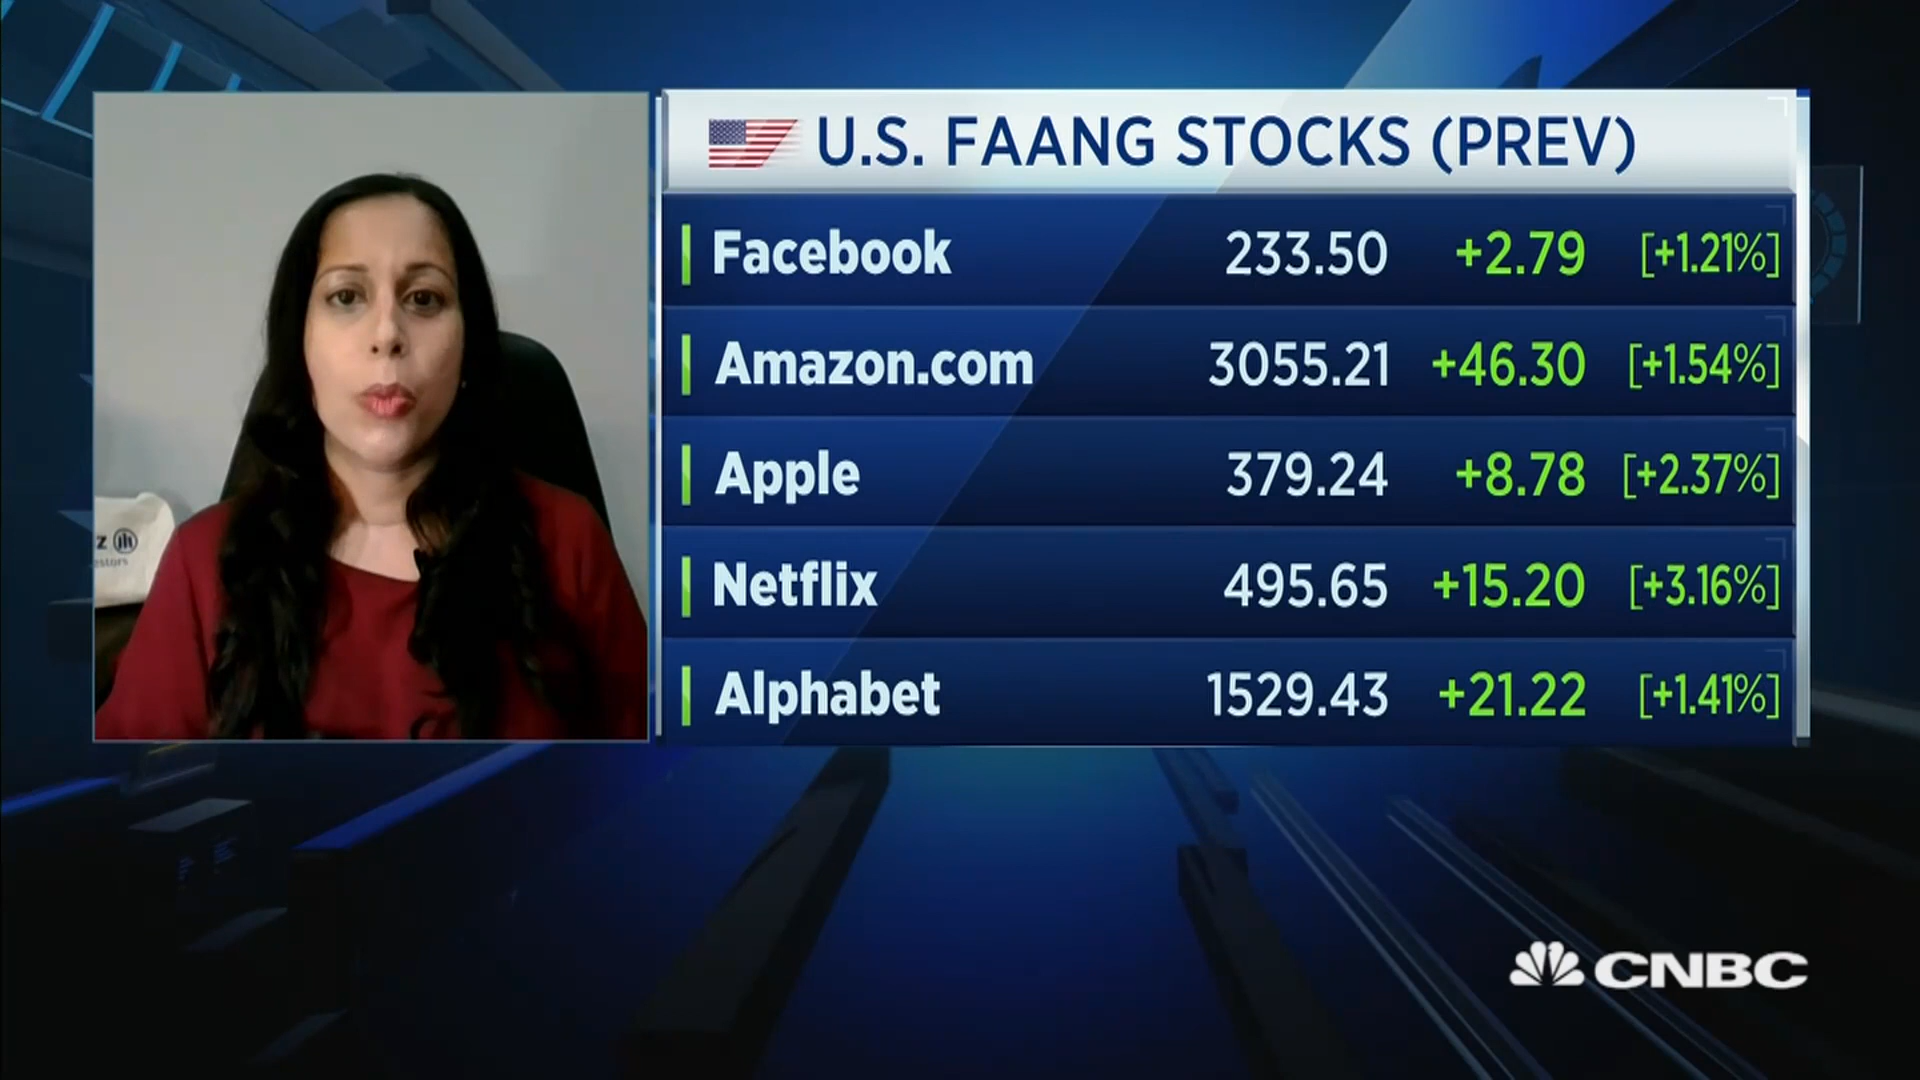 U.S. FAANG STOCKS (PREV)
Facebook 233.50 +2.79 [+1.21%]
Amazon.com 3055.21 +46.30 [+1.54%]
Apple 379.24 +8.78 [+2.37%]
Netflix 495.65 +15.20 [+3.16%]
Alphabet 1529.43 +21.22 [+1.41%]
z
estors
CNBC